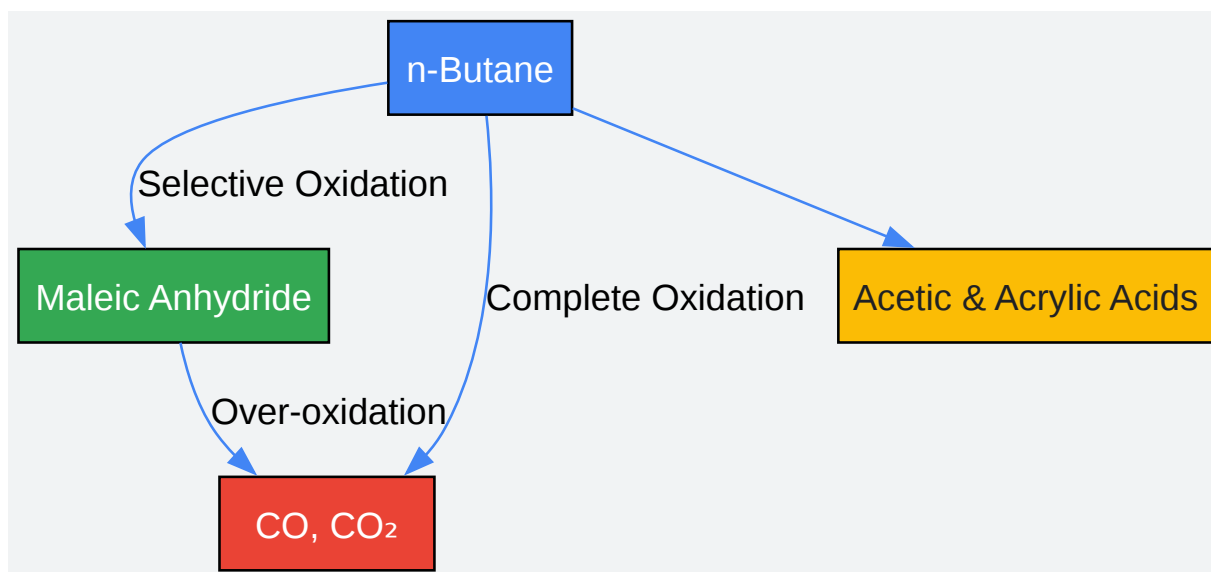 n-Butane
Selective Oxidation
Maleic Anhydride
Complete Oxidation
Acetic & Acrylic Acids
Over-oxidation
CO, CO₂